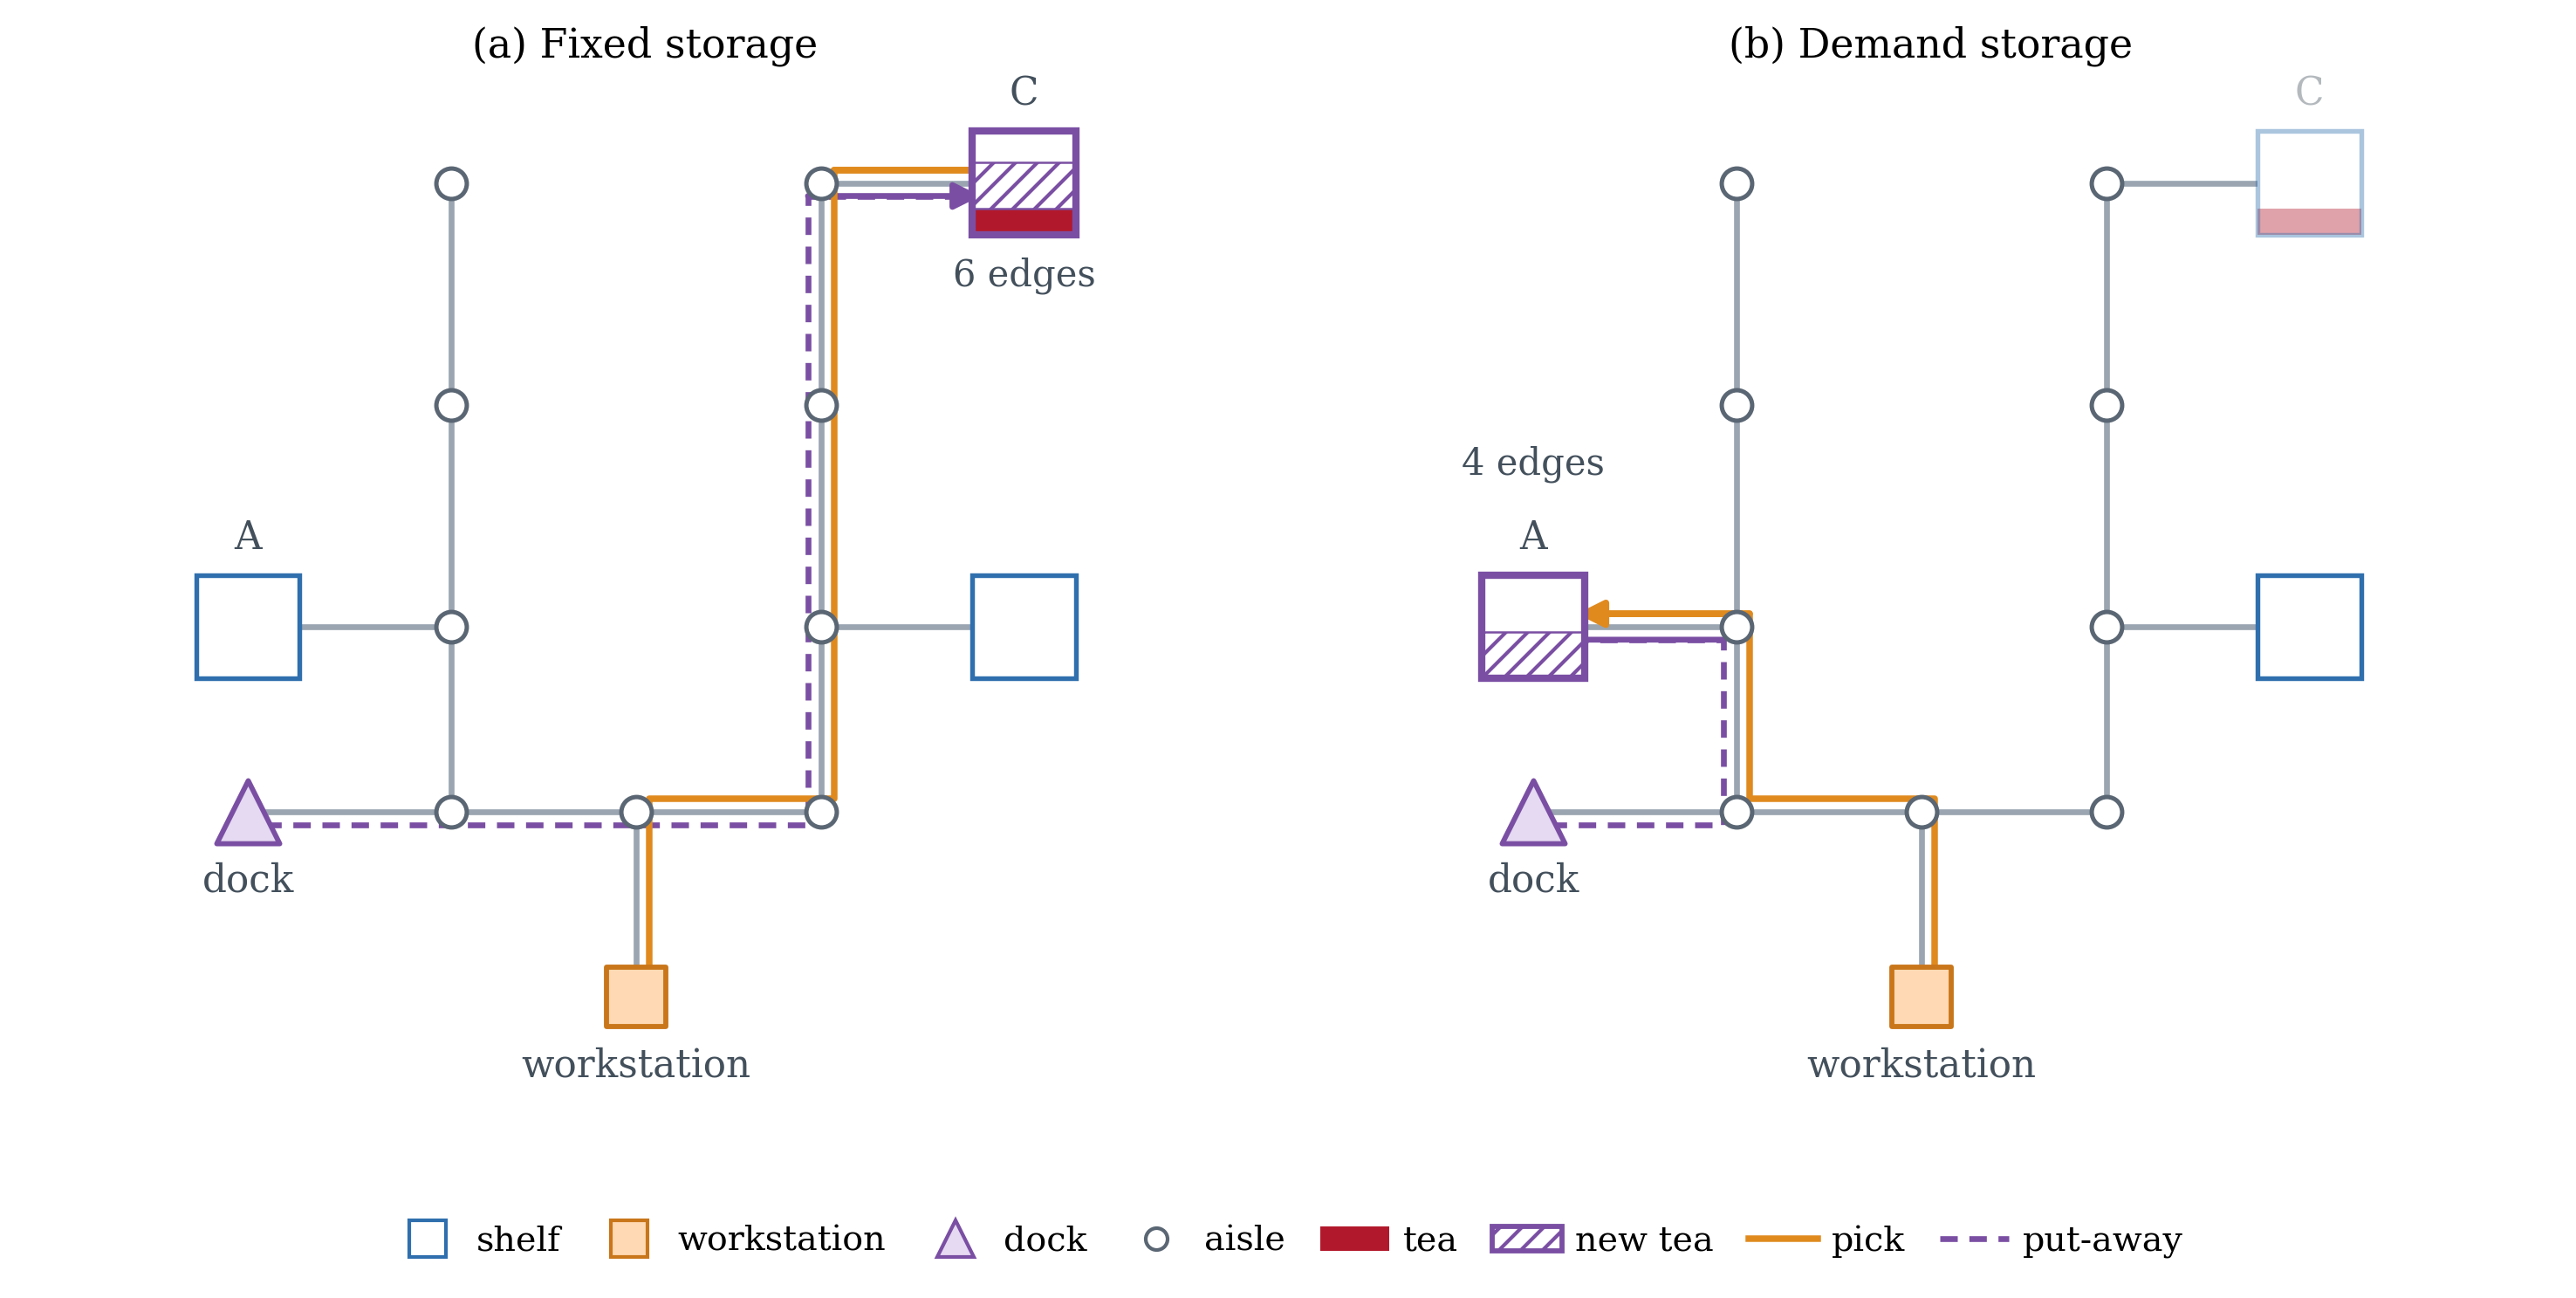 (a) Fixed storage
C
6 edges
A
dock
workstation
(b) Demand storage
C
4 edges
A
dock
workstation
shelf
workstation
dock
aisle
tea
new tea
pick
put-away